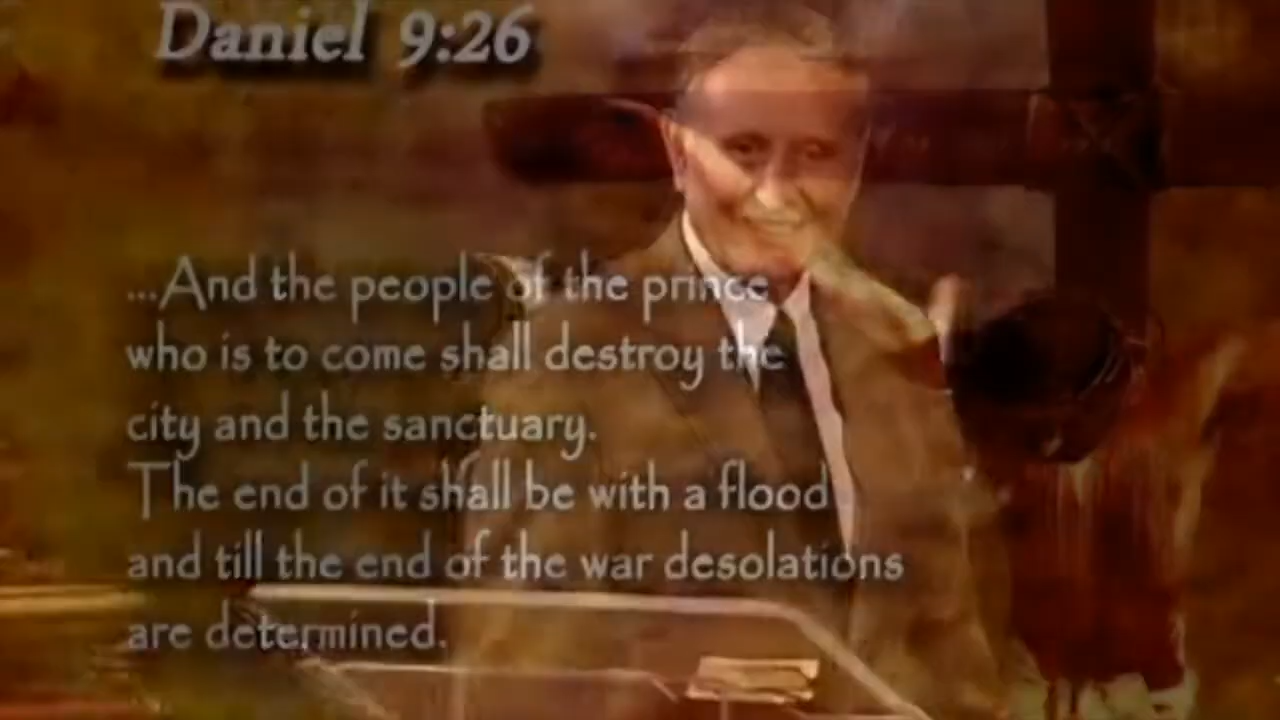 Daniel 9:26
...And the people of the prince
who is to come shall destroy the
city and the sanctuary.
The end of it shall be with a flood
and till the end of the war desolations
are determined.